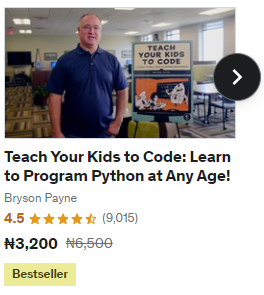 TEACH YOUR KIDS
TO CODE
Teach Your Kids to Code: Learn
to Program Python at Any Age!
Bryson Payne
4.5 (9,015)
₦3,200 ₦6,500
Bestseller